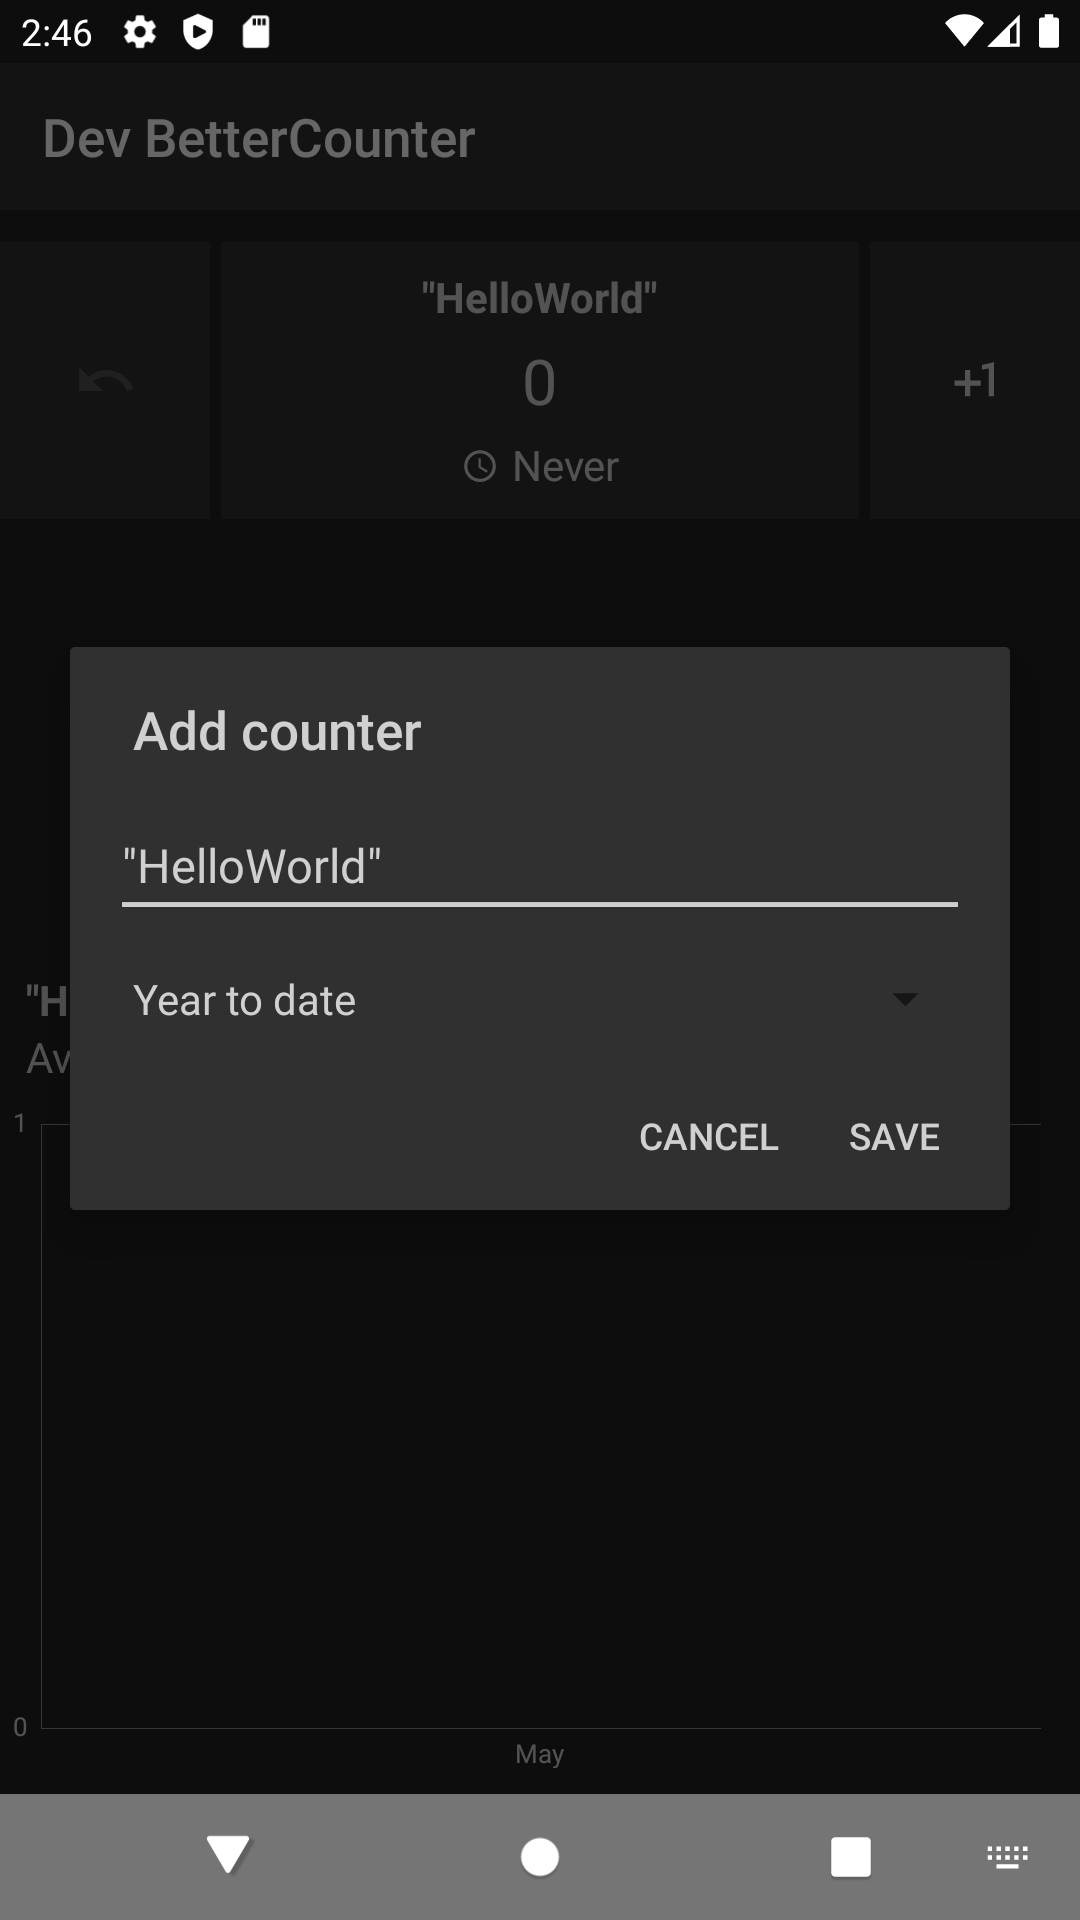 2:46
Dev BetterCounter
"HelloWorld"
0
+1
Never
Add counter
"HelloWorld"
"H
Year to date
Av
1
CANCEL SAVE
0
May